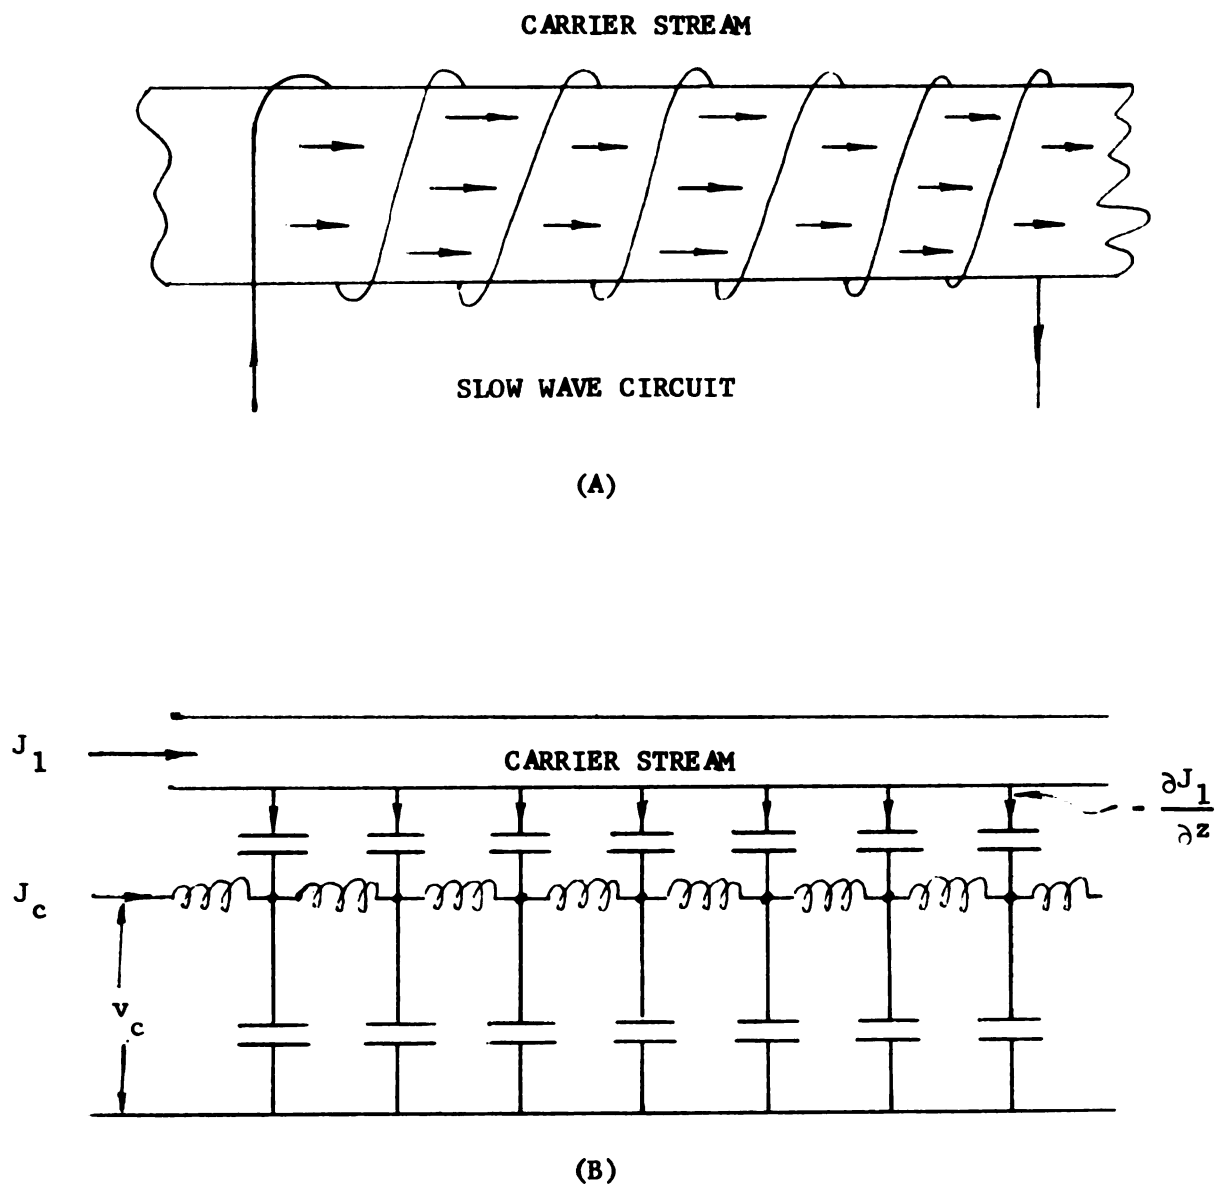 CARRIER STREAM
SLOW WAVE CIRCUIT
(A)
J1
CARRIER STREAM
- ∂J1
∂z
Jc
vc
(B)